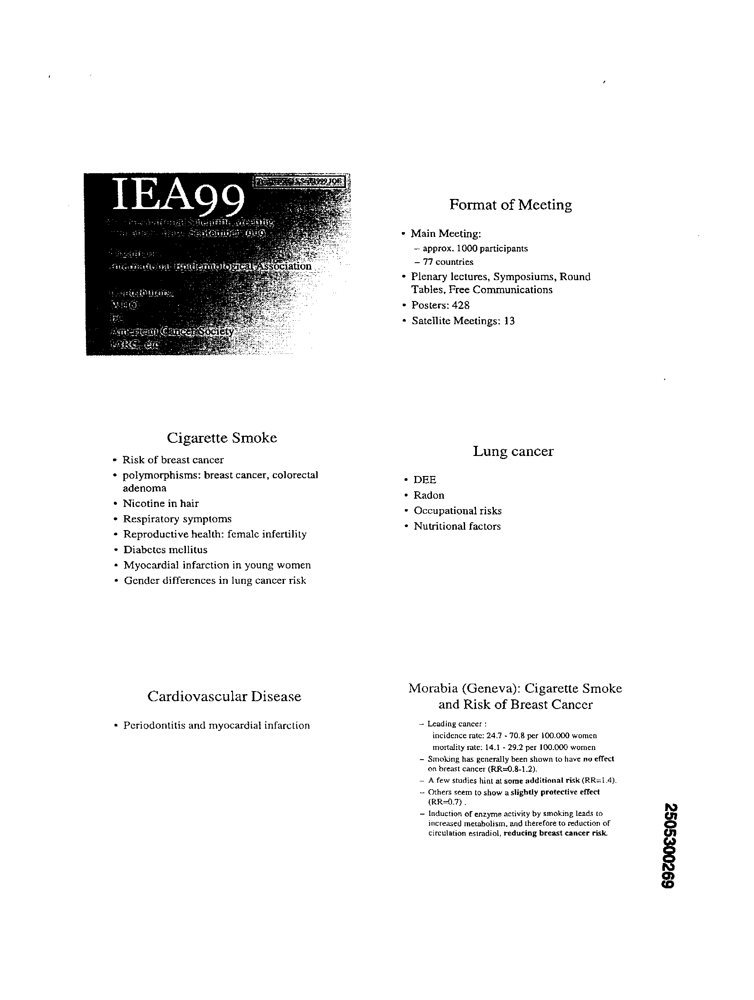 IEA99
September 1999
International Epidemiological Association
American Cancer Society
IARC, etc
Format of Meeting
• Main Meeting:
– approx. 1000 participants
– 77 countries
• Plenary lectures, Symposiums, Round
Tables, Free Communications
• Posters: 428
• Satellite Meetings: 13
Cigarette Smoke
• Risk of breast cancer
• polymorphisms: breast cancer, colorectal
adenoma
• Nicotine in hair
• Respiratory symptoms
• Reproductive health: female infertility
• Diabetes mellitus
• Myocardial infarction in young women
• Gender differences in lung cancer risk
Lung cancer
• DEE
• Radon
• Occupational risks
• Nutritional factors
Cardiovascular Disease
• Periodontitis and myocardial infarction
Morabia (Geneva): Cigarette Smoke
and Risk of Breast Cancer
– Leading cancer :
incidence rate: 24.7 - 70.8 per 100.000 women
mortality rate: 14.1 - 29.2 per 100.000 women
– Smoking has generally been shown to have no effect
on breast cancer (RR=0.8-1.2).
– A few studies hint at some additional risk (RR=1.4).
– Others seem to show a slightly protective effect
(RR=0.7) .
– Induction of enzyme activity by smoking leads to
increased metabolism, and therefore to reduction of
circulation estradiol, reducing breast cancer risk.
2505300269